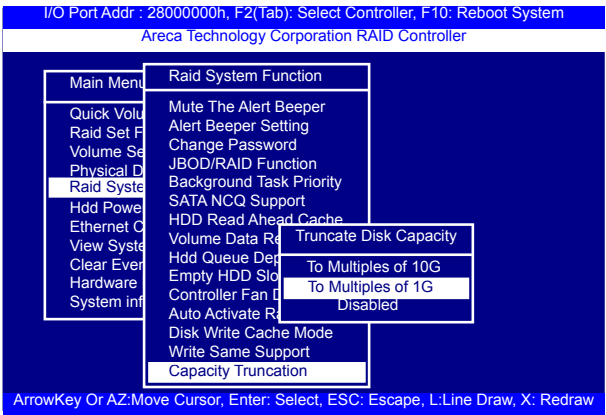 I/O Port Addr : 28000000h, F2(Tab): Select Controller, F10: Reboot System
Areca Technology Corporation RAID Controller
Main Menu
Quick Volu
Raid Set F
Volume Se
Physical D
Raid Syste
Hdd Powe
Ethernet C
View Syste
Clear Even
Hardware
System inf
Raid System Function
Mute The Alert Beeper
Alert Beeper Setting
Change Password
JBOD/RAID Function
Background Task Priority
SATA NCQ Support
HDD Read Ahead Cache
Volume Data Re
Hdd Queue Dep
Empty HDD Slo
Controller Fan D
Auto Activate Ra
Disk Write Cache Mode
Write Same Support
Capacity Truncation
Truncate Disk Capacity
To Multiples of 10G
To Multiples of 1G
Disabled
ArrowKey Or AZ:Move Cursor, Enter: Select, ESC: Escape, L:Line Draw, X: Redraw